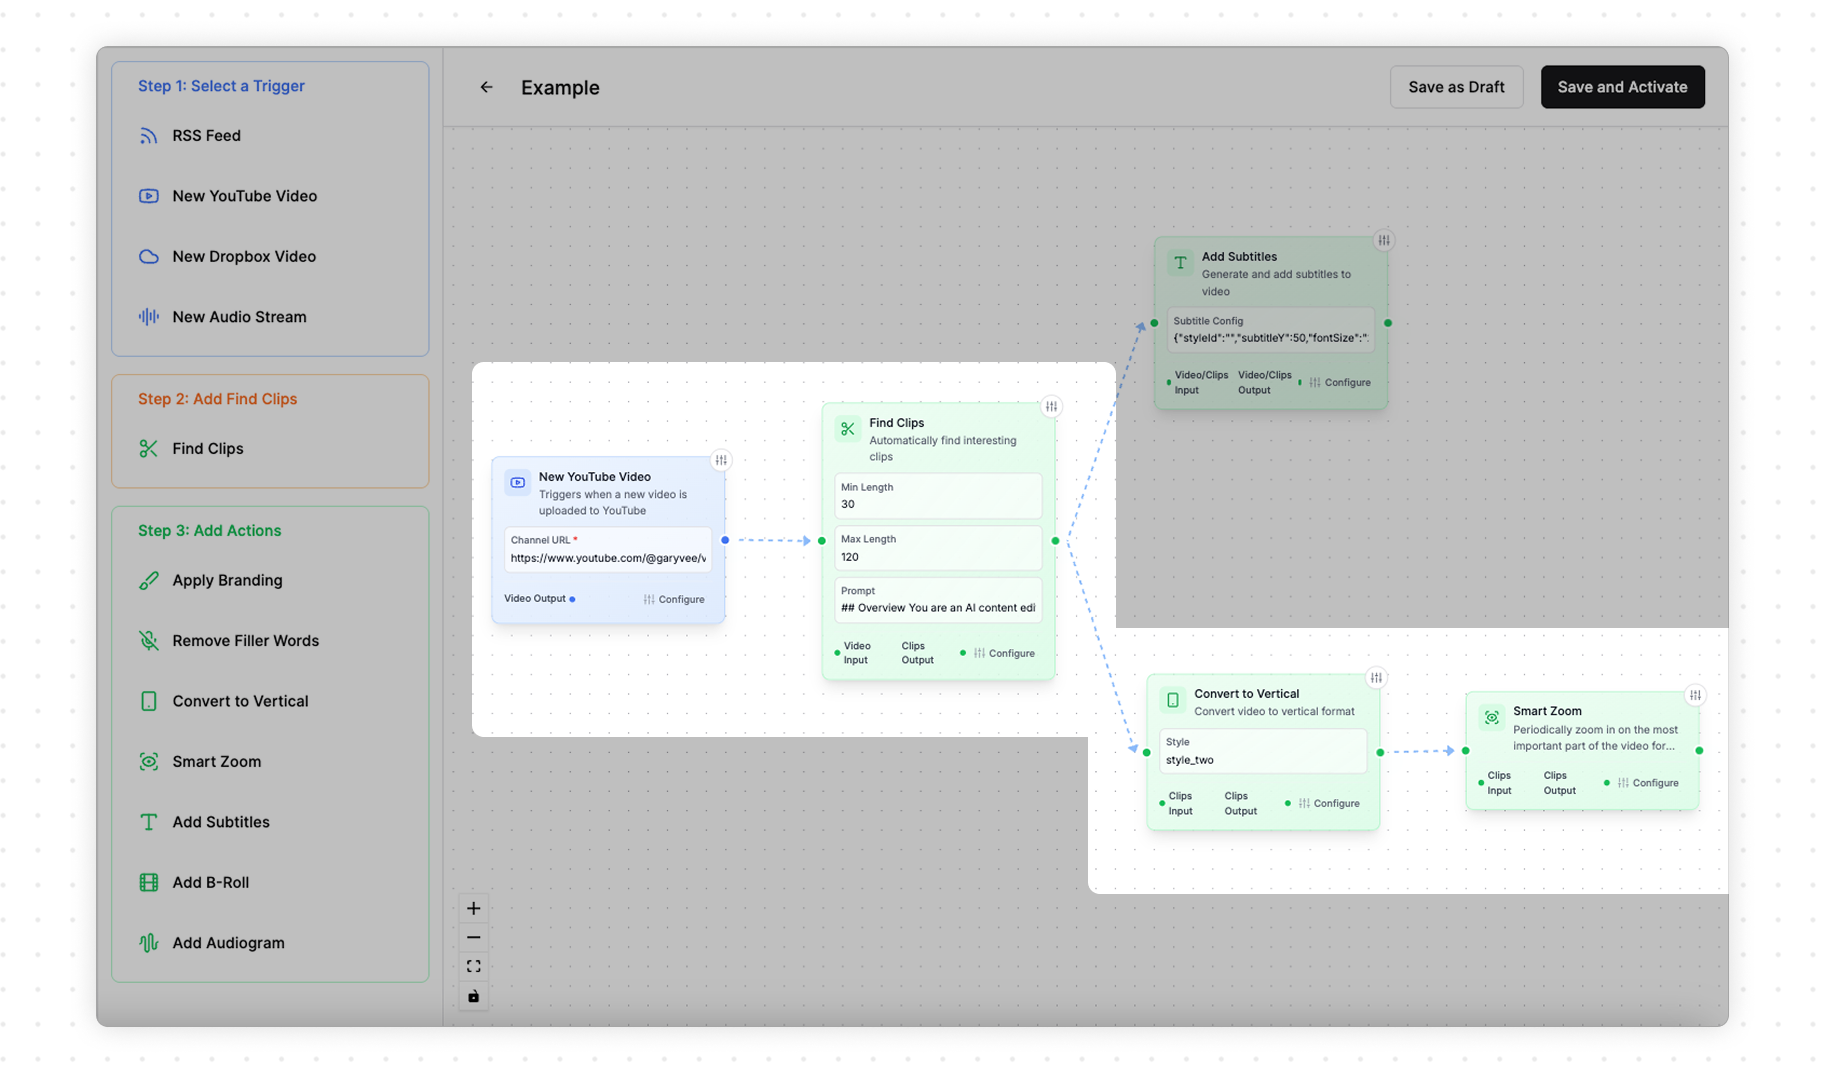 Step 1: Select a Trigger
RSS Feed
New YouTube Video
New Dropbox Video
New Audio Stream
Step 2: Add Find Clips
Find Clips
Step 3: Add Actions
Apply Branding
Remove Filler Words
Convert to Vertical
Smart Zoom
Add Subtitles
Add B-Roll
Add Audiogram
Example
Save as Draft
Save and Activate
New YouTube Video
Triggers when a new video is
uploaded to YouTube
Channel URL *
https://www.youtube.com/@garyvee/v
Video Output
Configure
Find Clips
Automatically find interesting
clips
Min Length
30
Max Length
120
Prompt
## Overview You are an AI content edi
Video
Input
Clips
Output
Configure
Add Subtitles
Generate and add subtitles to
video
Subtitle Config
{"styleId":"","subtitleY":50,"fontSize":"
Video/Clips
Input
Video/Clips
Output
Configure
Convert to Vertical
Convert video to vertical format
Style
style_two
Clips
Input
Clips
Output
Configure
Smart Zoom
Periodically zoom in on the most
important part of the video for...
Clips
Input
Clips
Output
Configure